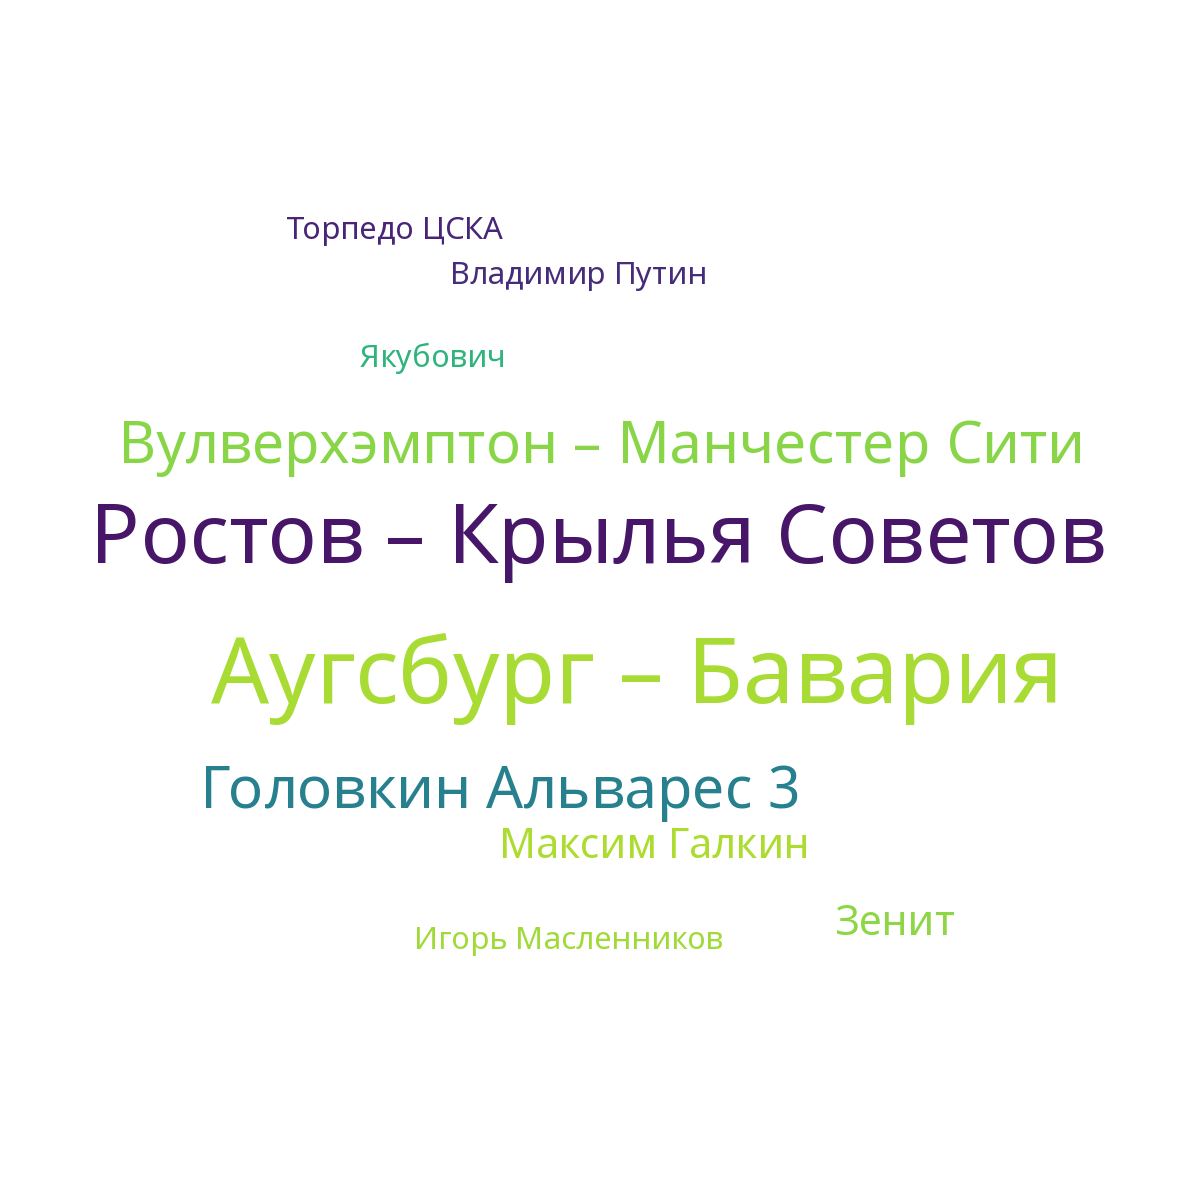 Торпедо ЦСКА
Владимир Путин
Якубович
Вулверхэмптон – Манчестер Сити
Ростов – Крылья Советов
Аугсбург – Бавария
Головкин Альварес 3
Максим Галкин
Зенит
Игорь Масленников